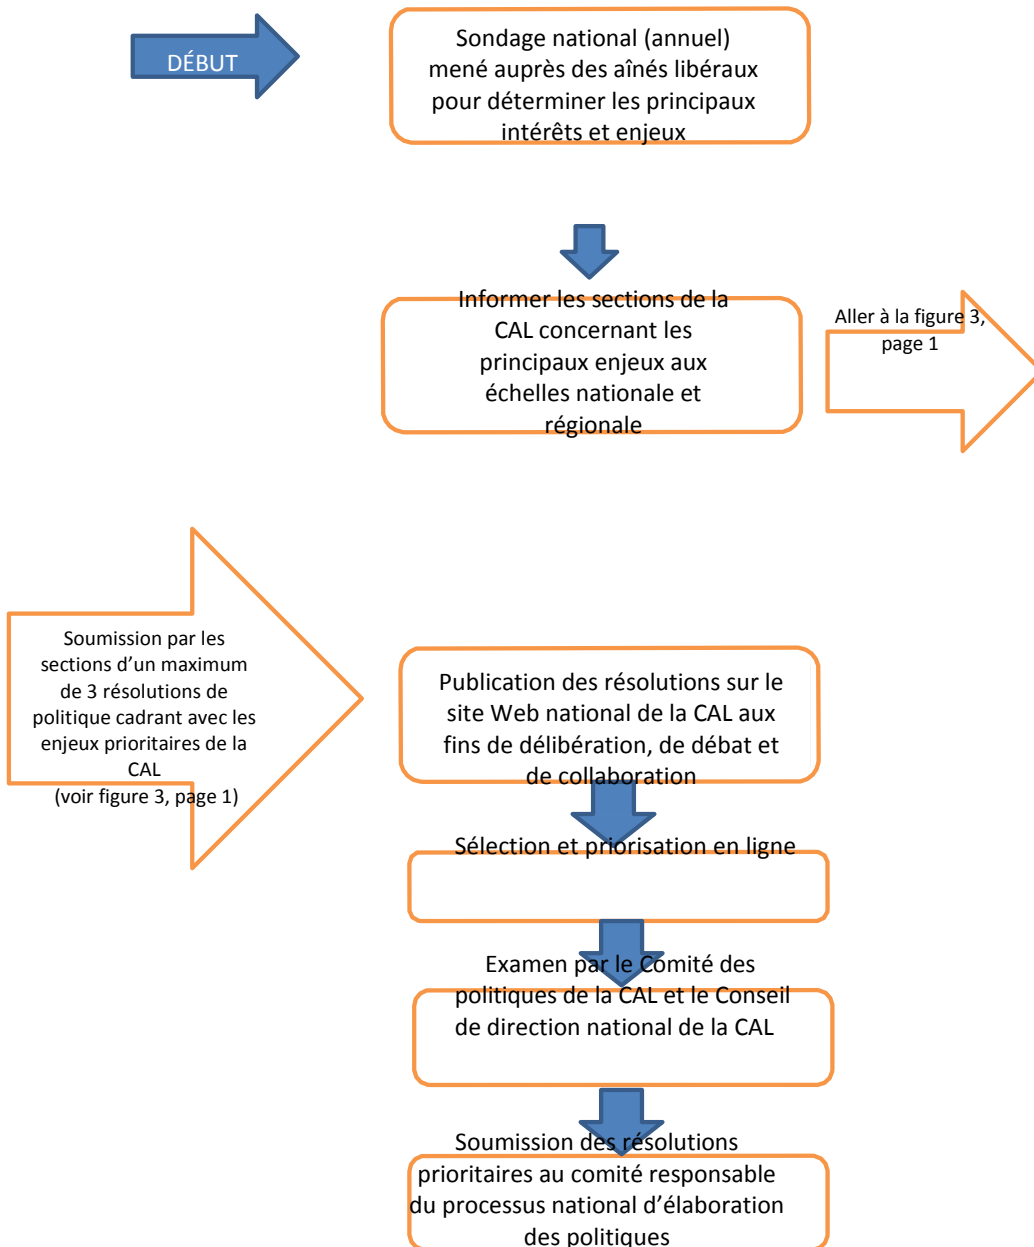 DÉBUT
Sondage national (annuel)
mené auprès des aînés libéraux
pour déterminer les principaux
intérêts et enjeux
Informer les sections de la
CAL concernant les
principaux enjeux aux
échelles nationale et
régionale
Aller à la figure 3,
page 1
Soumission par les
sections d’un maximum
de 3 résolutions de
politique cadrant avec les
enjeux prioritaires de la
CAL
(voir figure 3, page 1)
Publication des résolutions sur le
site Web national de la CAL aux
fins de délibération, de débat et
de collaboration
Sélection et priorisation en ligne
Examen par le Comité des
politiques de la CAL et le Conseil
de direction national de la CAL
Soumission des résolutions
prioritaires au comité responsable
du processus national d’élaboration
des politiques